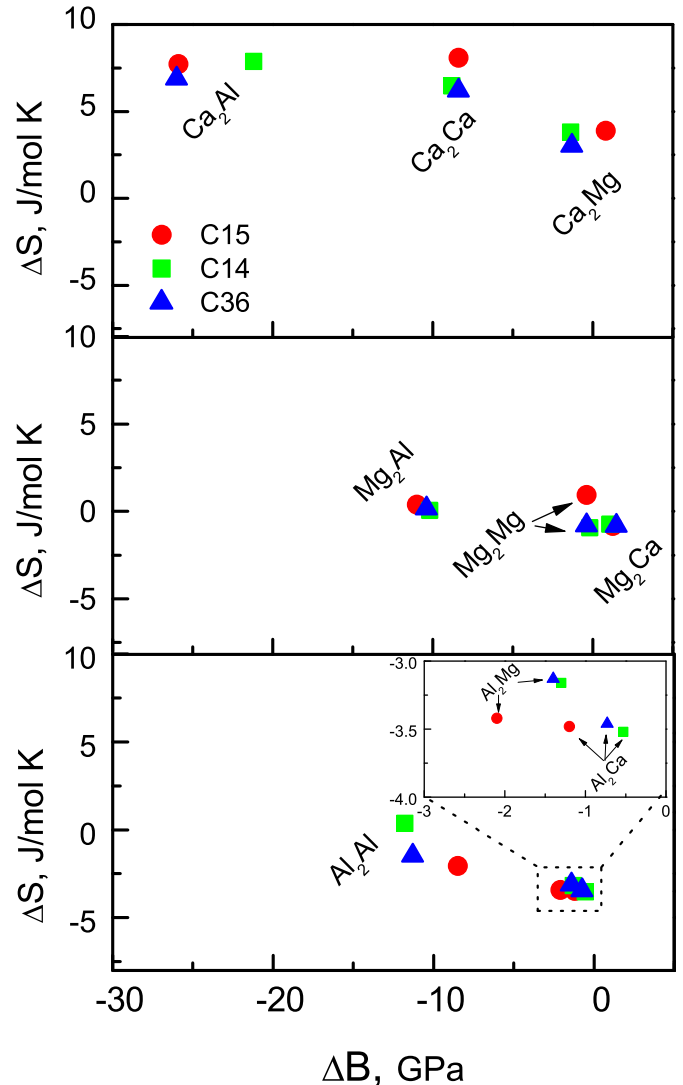 10
5
0
-5
ΔS, J/mol K
Ca₂Al
Ca₂Ca
Ca₂Mg
C15
C14
C36
10
5
0
-5
ΔS, J/mol K
Mg₂Al
Mg₂Mg
Mg₂Ca
10
5
0
-5
ΔS, J/mol K
Al₂Al
-3.0
-3.5
-4.0
-3 -2 -1 0
Al₂Mg
Al₂Ca
-30 -20 -10 0
ΔB, GPa